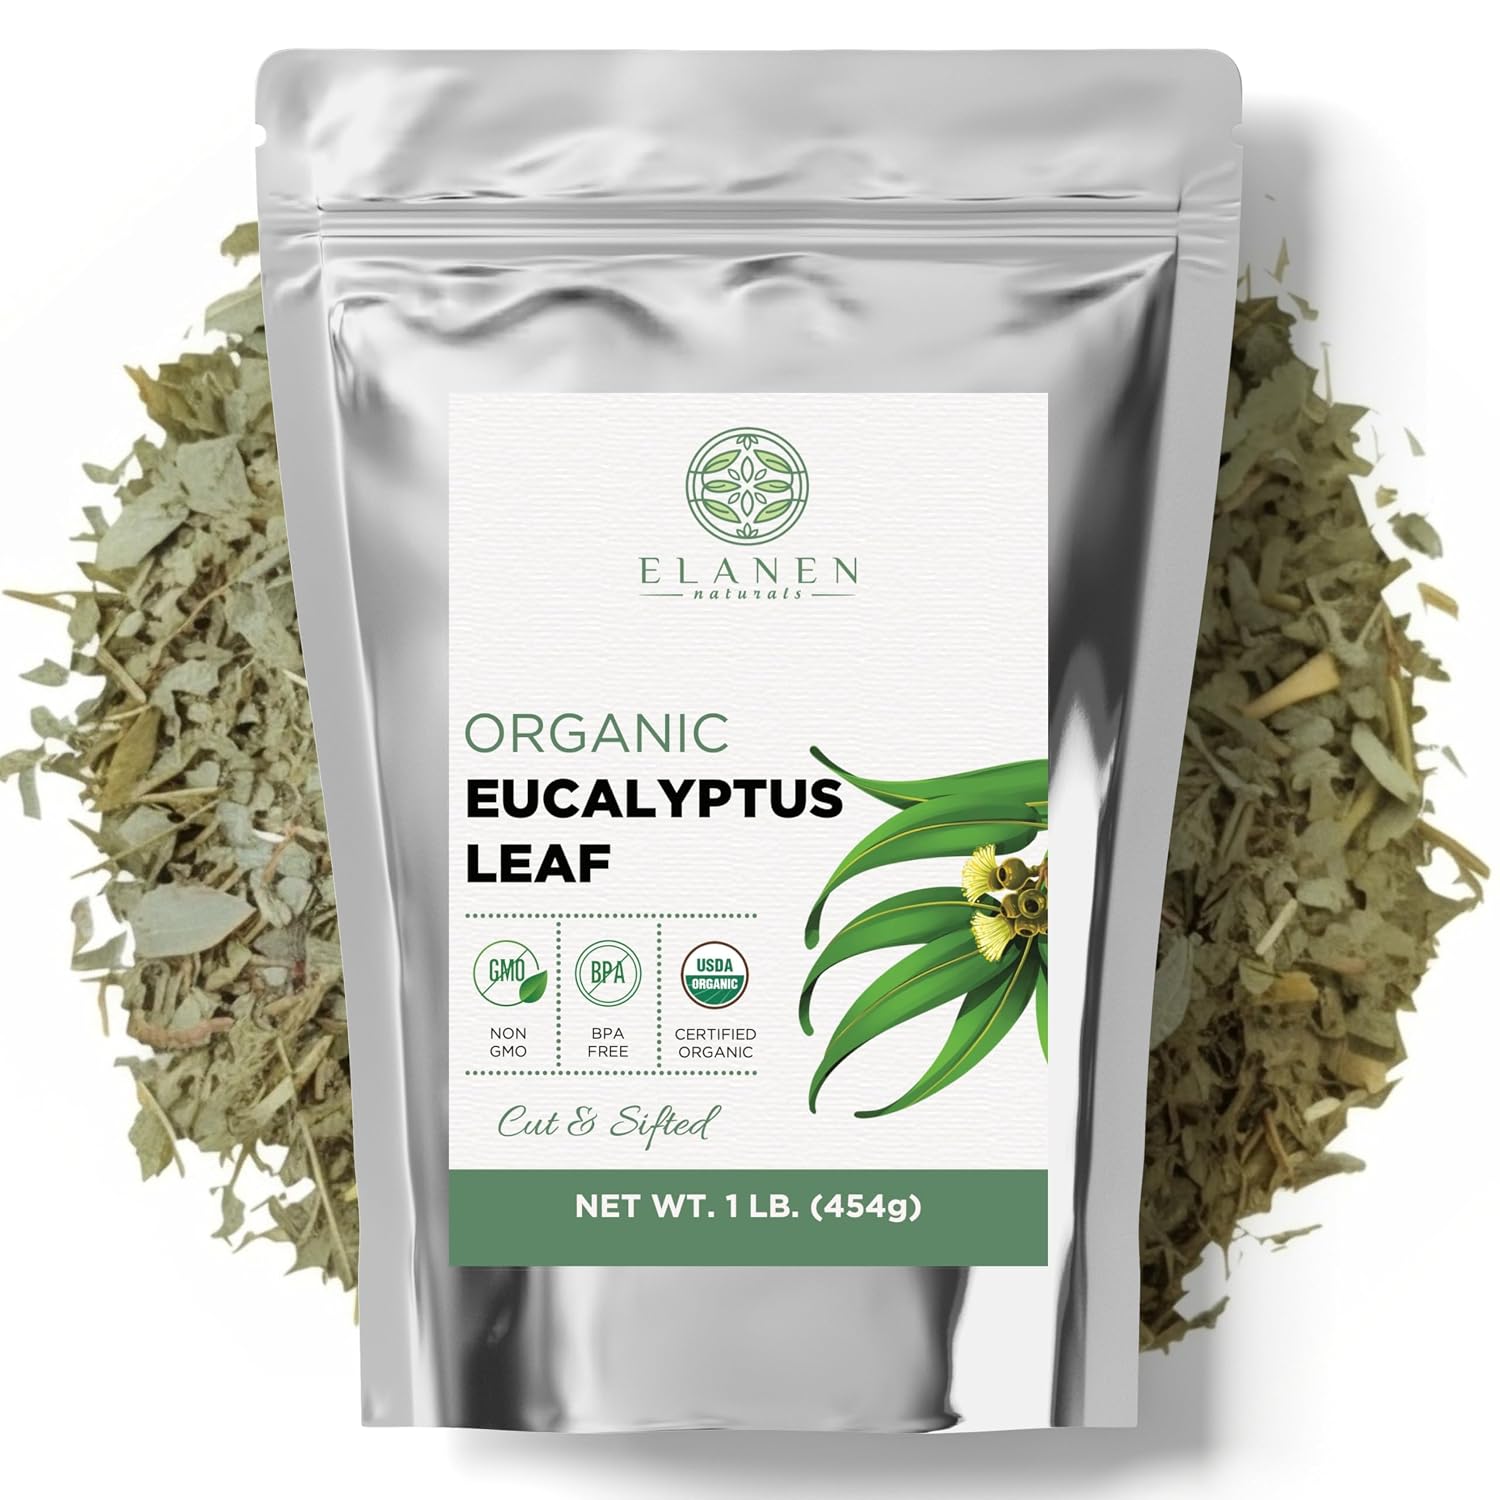 ELANEN
naturals
ORGANIC
EUCALYPTUS
LEAF
GMO
BPA
USDA
ORGANIC
NON
GMO
BPA
FREE
CERTIFIED
ORGANIC
Cut & Sifted
NET WT. 1 LB. (454g)